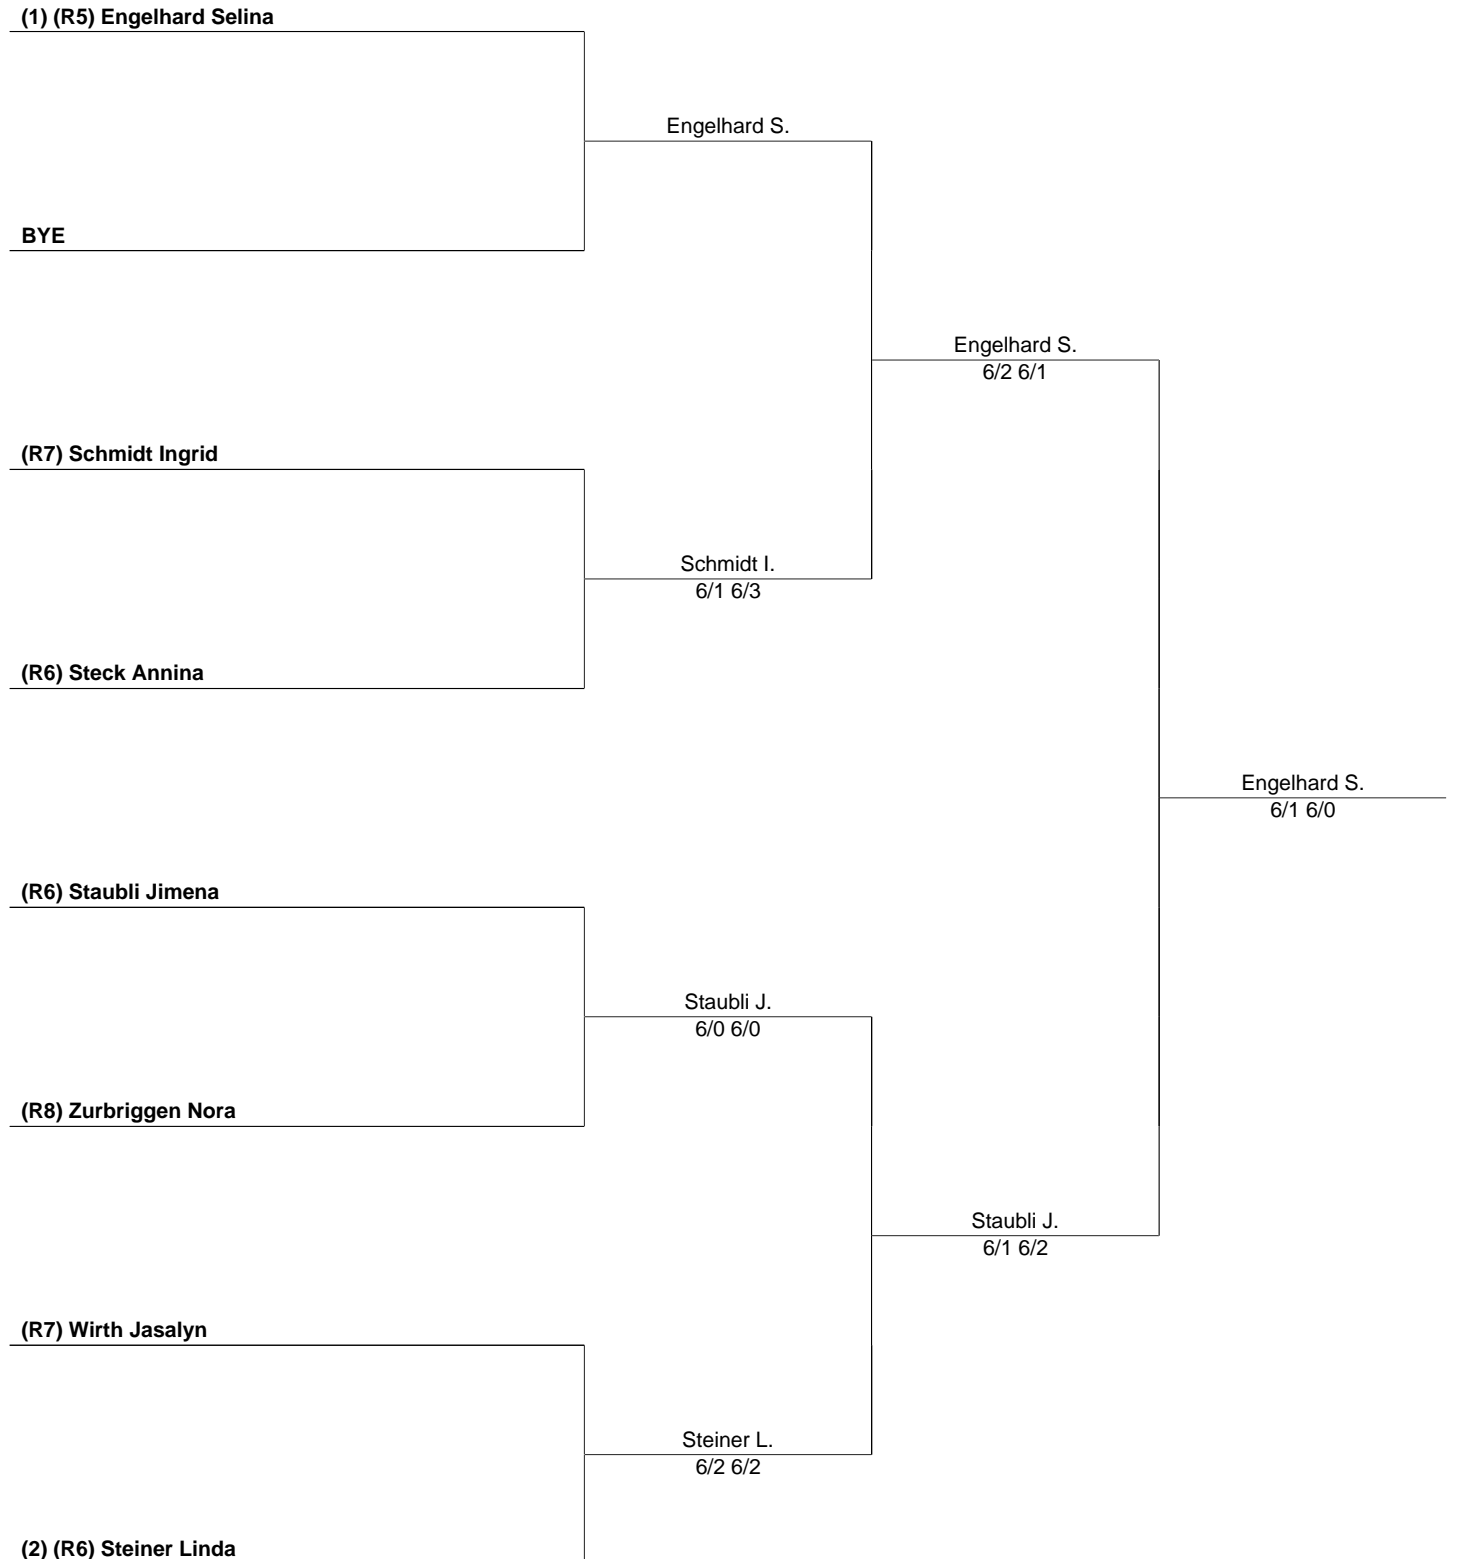 (1) (R5) Engelhard Selina
Engelhard S.
BYE
Engelhard S.
6/2 6/1
(R7) Schmidt Ingrid
Schmidt I.
6/1 6/3
(R6) Steck Annina
Engelhard S.
6/1 6/0
(R6) Staubli Jimena
Staubli J.
6/0 6/0
(R8) Zurbriggen Nora
Staubli J.
6/1 6/2
(R7) Wirth Jasalyn
Steiner L.
6/2 6/2
(2) (R6) Steiner Linda